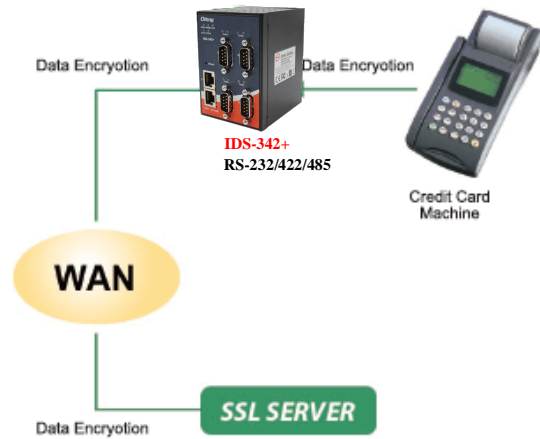 Data Encryotion
Data Encryotion
IDS-342+
RS-232/422/485
Credit Card
Machine
WAN
SSL SERVER
Data Encryotion